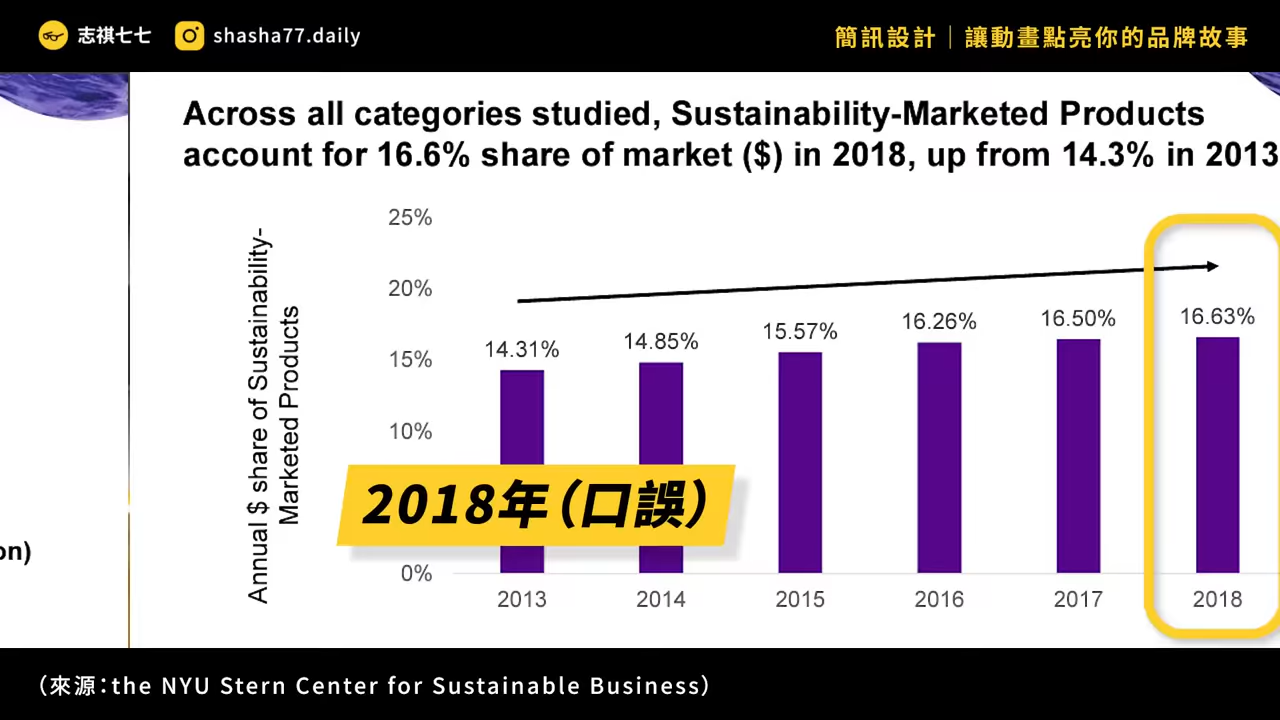 志祺七七 shasha77.daily
簡訊設計｜讓動畫點亮你的品牌故事
Across all categories studied, Sustainability-Marketed Products
account for 16.6% share of market ($) in 2018, up from 14.3% in 2013
Annual $ share of Sustainability-
Marketed Products
25%
20%
15%
10%
0%
14.31%
14.85%
15.57%
16.26%
16.50%
16.63%
2018年(口誤)
on)
2013
2014
2015
2016
2017
2018
（來源：the NYU Stern Center for Sustainable Business）